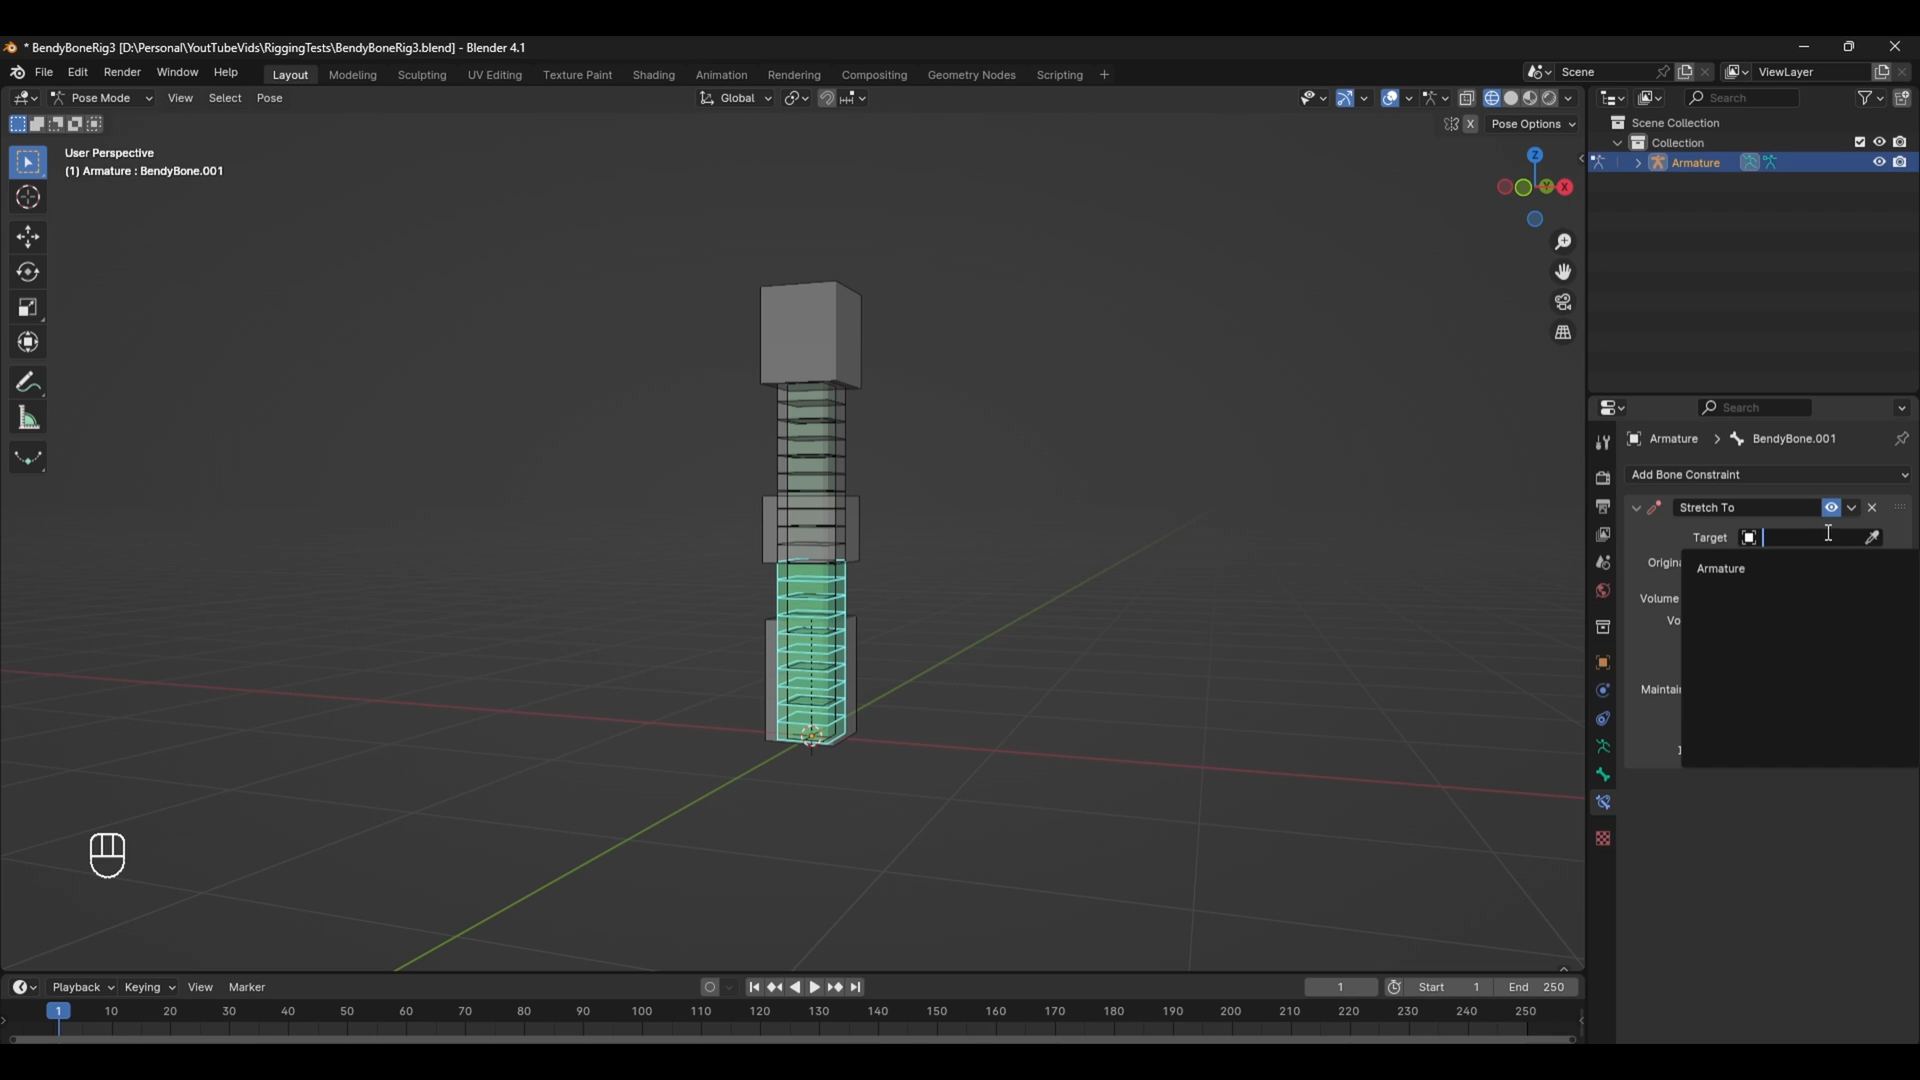 * BendyBoneRig3 [D:\Personal\YoutTubeVids\RiggingTests\BendyBoneRig3.blend] - Blender 4.1
File Edit Render Window Help Layout Modeling Sculpting UV Editing Texture Paint Shading Animation Rendering Compositing Geometry Nodes Scripting + Scene ViewLayer
Pose Mode View Select Pose Global Search
X Pose Options
Scene Collection
Collection
Armature
User Perspective
(1) Armature : BendyBone.001
Z
Y X
Search
Armature > BendyBone.001
Add Bone Constraint
Stretch To
Target
Origina
Armature
Volume
Vo
Maintai
Playback Keying View Marker 1 Start 1 End 250
1 10 20 30 40 50 60 70 80 90 100 110 120 130 140 150 160 170 180 190 200 210 220 230 240 250